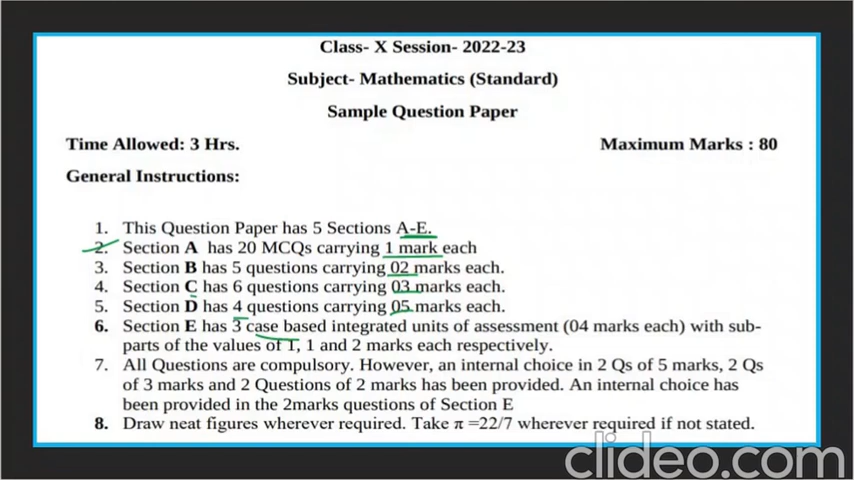 Class- X Session- 2022-23
Subject- Mathematics (Standard)
Sample Question Paper
Time Allowed: 3 Hrs. Maximum Marks : 80
General Instructions:
1. This Question Paper has 5 Sections A-E.
2. Section A has 20 MCQs carrying 1 mark each
3. Section B has 5 questions carrying 02 marks each.
4. Section C has 6 questions carrying 03 marks each.
5. Section D has 4 questions carrying 05 marks each.
6. Section E has 3 case based integrated units of assessment (04 marks each) with sub-
parts of the values of 1, 1 and 2 marks each respectively.
7. All Questions are compulsory. However, an internal choice in 2 Qs of 5 marks, 2 Qs
of 3 marks and 2 Questions of 2 marks has been provided. An internal choice has
been provided in the 2marks questions of Section E
8. Draw neat figures wherever required. Take π =22/7 wherever required if not stated.
clideo.com